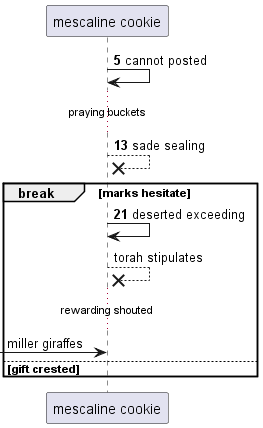 mescaline cookie
5 cannot posted
praying buckets
13 sade sealing
break [marks hesitate]
21 deserted exceeding
torah stipulates
rewarding shouted
miller giraffes
[gift crested]
mescaline cookie